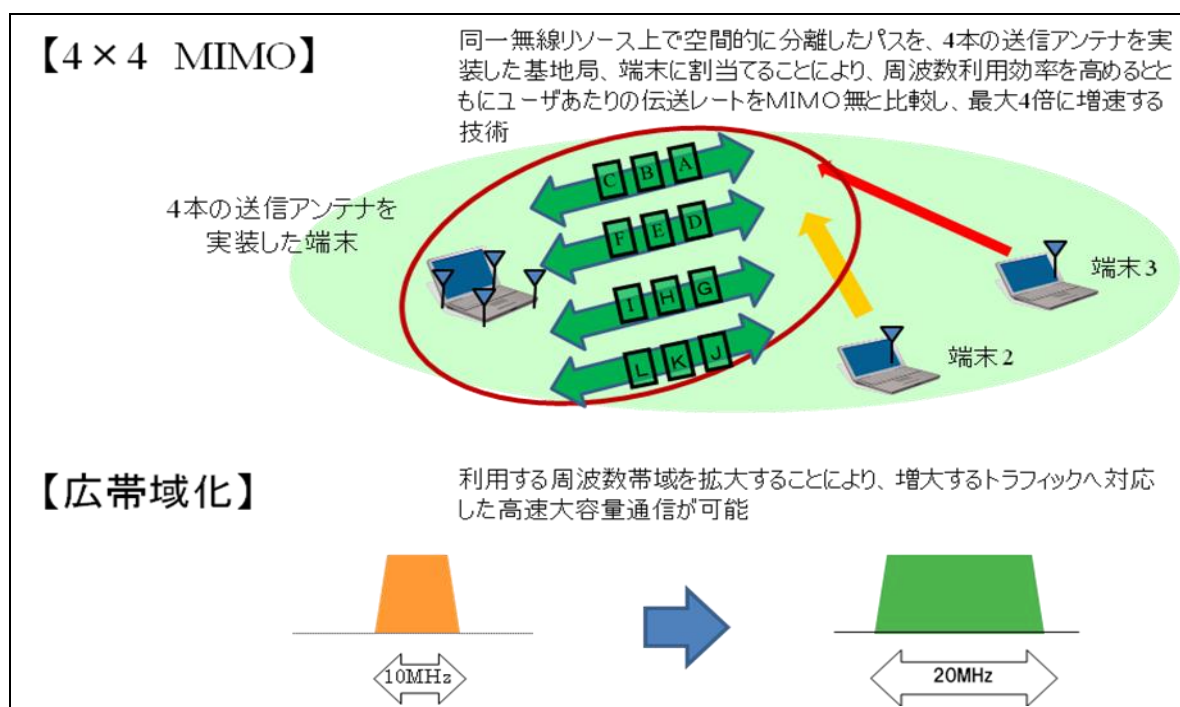 【4×4 MIMO】
同一無線リソース上で空間的に分離したパスを、4本の送信アンテナを実
装した基地局、端末に割当てることにより、周波数利用効率を高めるとと
もにユーザあたりの伝送レートをMIMO無と比較し、最大4倍に増速する
技術
4本の送信アンテナを
実装した端末
C B A
F E D
I H G
L K J
端末3
端末2
【広帯域化】
利用する周波数帯域を拡大することにより、増大するトラフィックへ対応
した高速大容量通信が可能
10MHz
20MHz